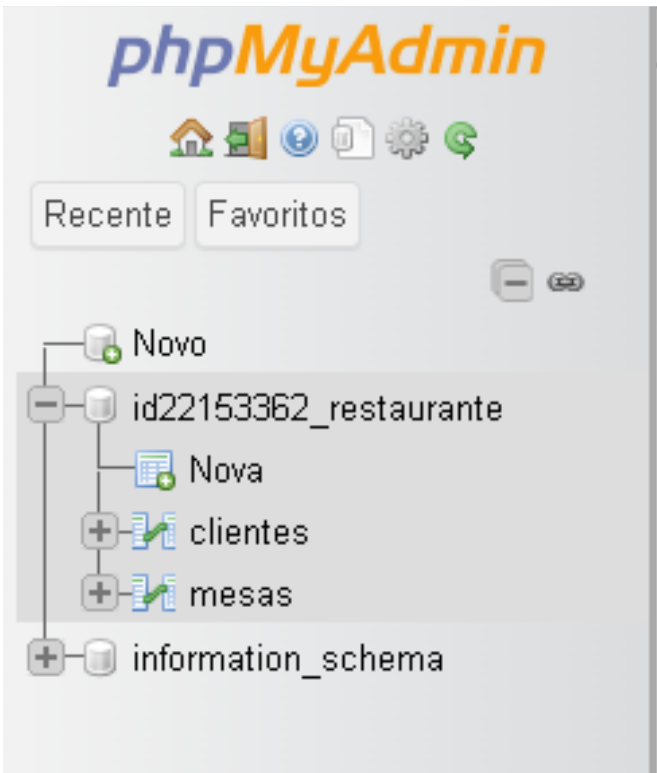 phpMyAdmin
Recente Favoritos
Novo
id22153362_restaurante
Nova
clientes
mesas
information_schema